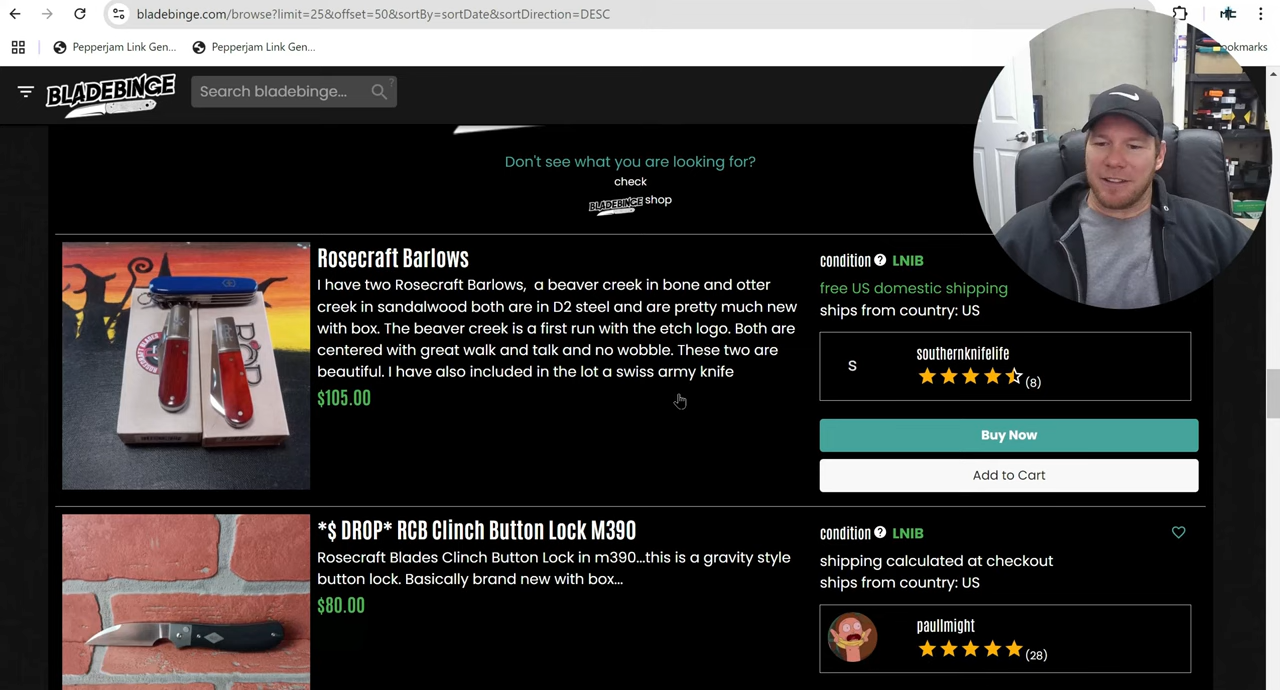 bladebinge.com/browse?limit=25&offset=50&sortBy=sortDate&sortDirection=DESC
Pepperjam Link Gen...
Pepperjam Link Gen...
ookmarks
BLADEBINGE
Search bladebinge...
Don't see what you are looking for?
check
BLADEBINGE shop
Rosecraft Barlows
I have two Rosecraft Barlows, a beaver creek in bone and otter
creek in sandwalood both are in D2 steel and are pretty much new
with box. The beaver creek is a first run with the etch logo. Both are
centered with great walk and talk and no wobble. These two are
beautiful. I have also included in the lot a swiss army knife
$105.00
condition ? LNIB
free US domestic shipping
ships from country: US
S
southernknifelife
(8)
Buy Now
Add to Cart
*$ DROP* RCB Clinch Button Lock M390
Rosecraft Blades Clinch Button Lock in m390...this is a gravity style
button lock. Basically brand new with box...
$80.00
condition ? LNIB
shipping calculated at checkout
ships from country: US
paullmight
(28)